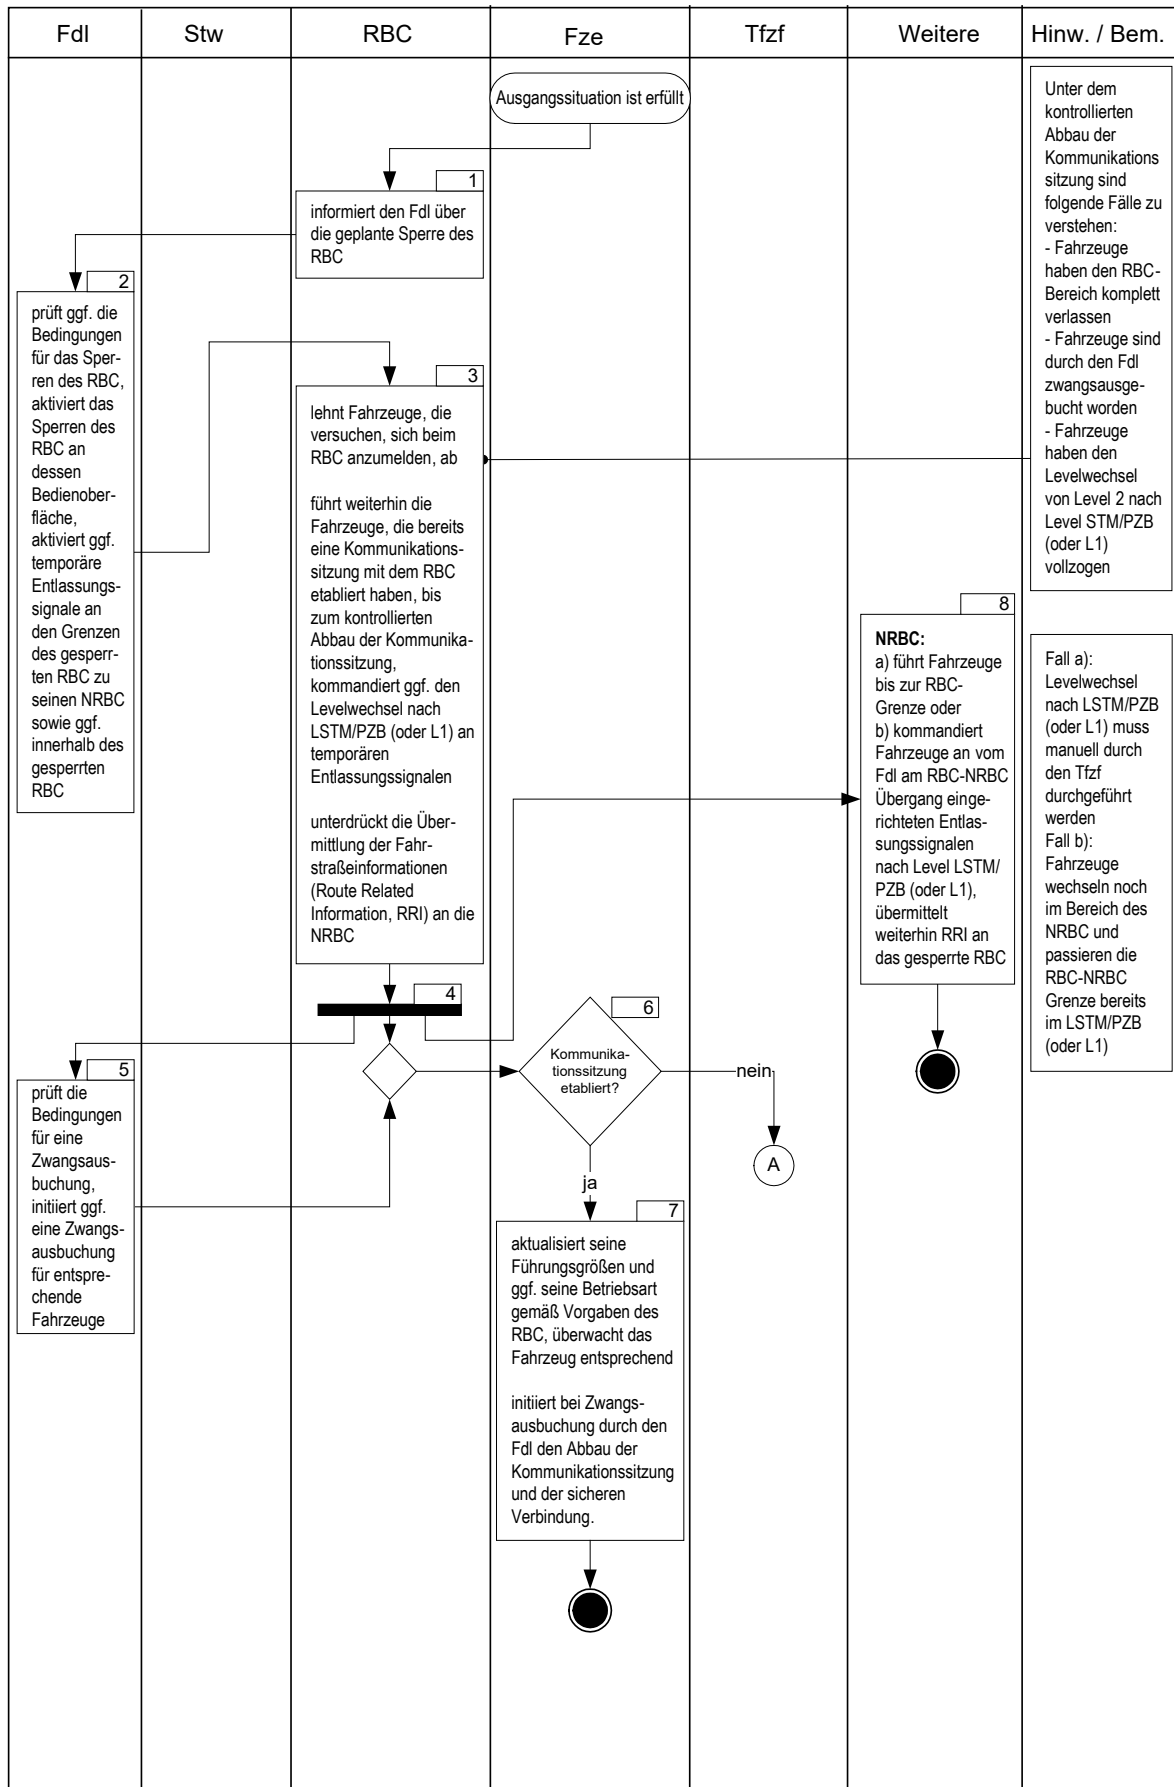 Fdl
Stw
RBC
Fze
Tfzf
Weitere
Hinw. / Bem.
Ausgangssituation ist erfüllt
1
informiert den Fdl über
die geplante Sperre des
RBC
2
prüft ggf. die
Bedingungen
für das Sper-
ren des RBC,
aktiviert das
Sperren des
RBC an
dessen
Bedienober-
fläche,
aktiviert ggf.
temporäre
Entlassungs-
signale an
den Grenzen
des gesperr-
ten RBC zu
seinen NRBC
sowie ggf.
innerhalb des
gesperrten
RBC
3
lehnt Fahrzeuge, die
versuchen, sich beim
RBC anzumelden, ab
führt weiterhin die
Fahrzeuge, die bereits
eine Kommunikations-
sitzung mit dem RBC
etabliert haben, bis
zum kontrollierten
Abbau der Kommunika-
tionssitzung,
kommandiert ggf. den
Levelwechsel nach
LSTM/PZB (oder L1) an
temporären
Entlassungssignalen
unterdrückt die Über-
mittlung der Fahr-
straßeinformationen
(Route Related
Information, RRI) an die
NRBC
4
5
prüft die
Bedingungen
für eine
Zwangsaus-
buchung,
initiiert ggf.
eine Zwangs-
ausbuchung
für entspre-
chende
Fahrzeuge
6
Kommunika-
tionssitzung
etabliert?
nein
A
ja
7
aktualisiert seine
Führungsgrößen und
ggf. seine Betriebsart
gemäß Vorgaben des
RBC, überwacht das
Fahrzeug entsprechend
initiiert bei Zwangs-
ausbuchung durch den
Fdl den Abbau der
Kommunikationssitzung
und der sicheren
Verbindung.
8
NRBC:
a) führt Fahrzeuge
bis zur RBC-
Grenze oder
b) kommandiert
Fahrzeuge an vom
Fdl am RBC-NRBC
Übergang einge-
richteten Entlas-
sungssignalen
nach Level LSTM/
PZB (oder L1),
übermittelt
weiterhin RRI an
das gesperrte RBC
Unter dem
kontrollierten
Abbau der
Kommunikations
sitzung sind
folgende Fälle zu
verstehen:
- Fahrzeuge
haben den RBC-
Bereich komplett
verlassen
- Fahrzeuge sind
durch den Fdl
zwangsausge-
bucht worden
- Fahrzeuge
haben den
Levelwechsel
von Level 2 nach
Level STM/PZB
(oder L1)
vollzogen
Fall a):
Levelwechsel
nach LSTM/PZB
(oder L1) muss
manuell durch
den Tfzf
durchgeführt
werden
Fall b):
Fahrzeuge
wechseln noch
im Bereich des
NRBC und
passieren die
RBC-NRBC
Grenze bereits
im LSTM/PZB
(oder L1)